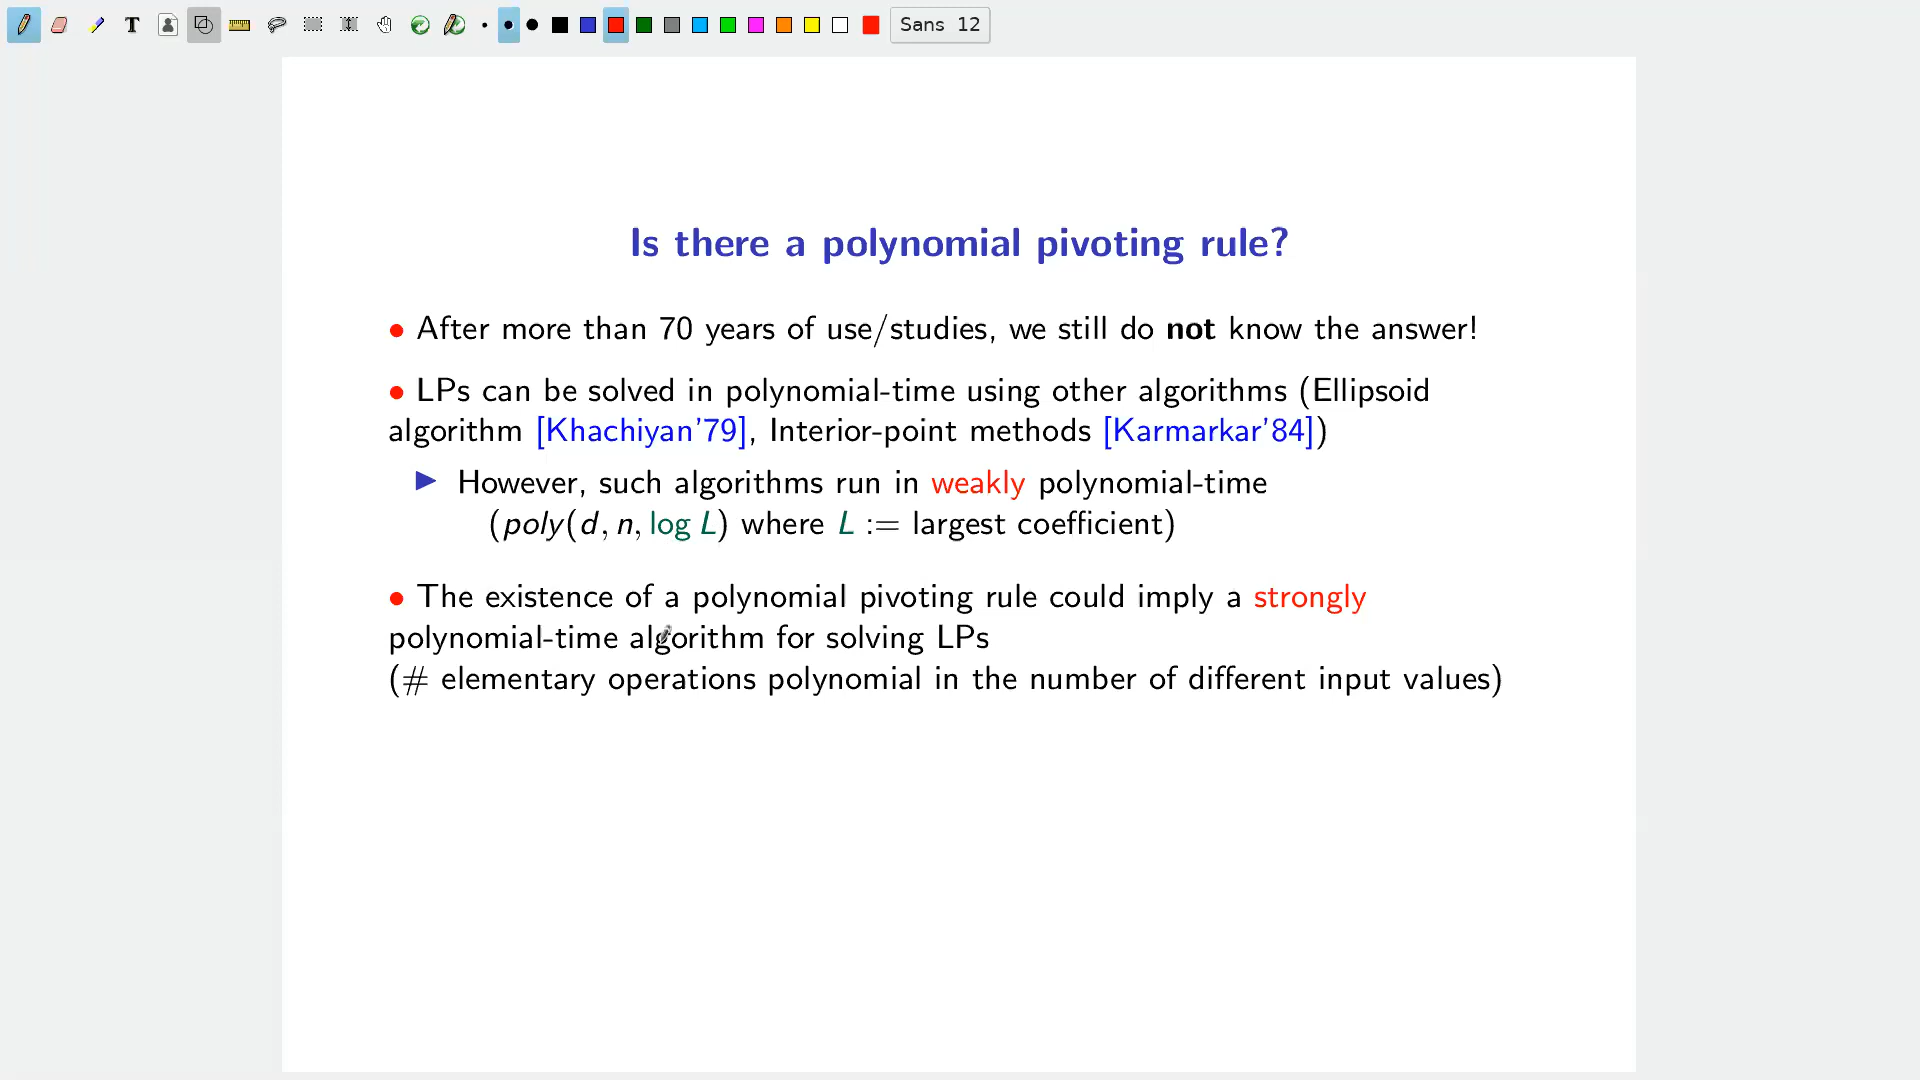 T Sans 12
Is there a polynomial pivoting rule?
• After more than 70 years of use/studies, we still do not know the answer!
• LPs can be solved in polynomial-time using other algorithms (Ellipsoid
algorithm [Khachiyan'79], Interior-point methods [Karmarkar'84])
▶ However, such algorithms run in weakly polynomial-time
(poly(d, n, log L) where L := largest coefficient)
• The existence of a polynomial pivoting rule could imply a strongly
polynomial-time algorithm for solving LPs
(# elementary operations polynomial in the number of different input values)